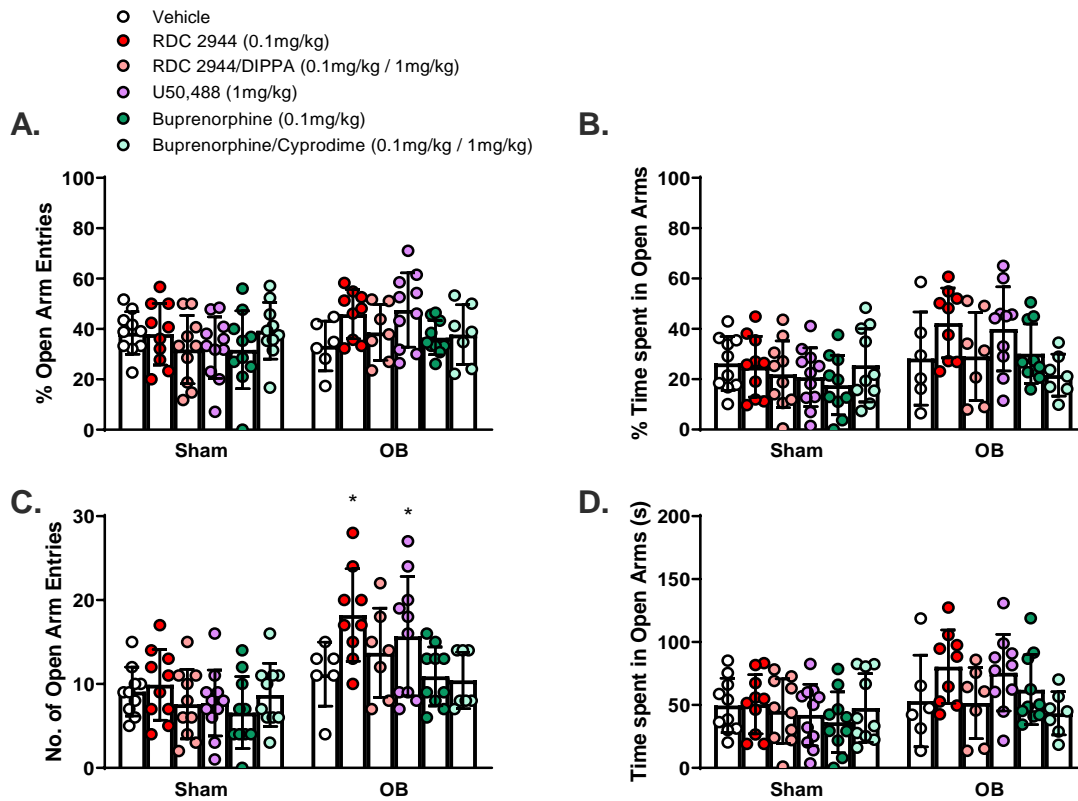 Vehicle
RDC 2944 (0.1mg/kg)
RDC 2944/DIPPA (0.1mg/kg / 1mg/kg)
U50,488 (1mg/kg)
Buprenorphine (0.1mg/kg)
Buprenorphine/Cyprodime (0.1mg/kg / 1mg/kg)
A.
% Open Arm Entries
100
80
60
40
20
0
Sham
OB
B.
% Time spent in Open Arms
100
80
60
40
20
0
Sham
OB
C.
No. of Open Arm Entries
30
20
10
0
* *
Sham
OB
D.
Time spent in Open Arms (s)
200
150
100
50
0
Sham
OB